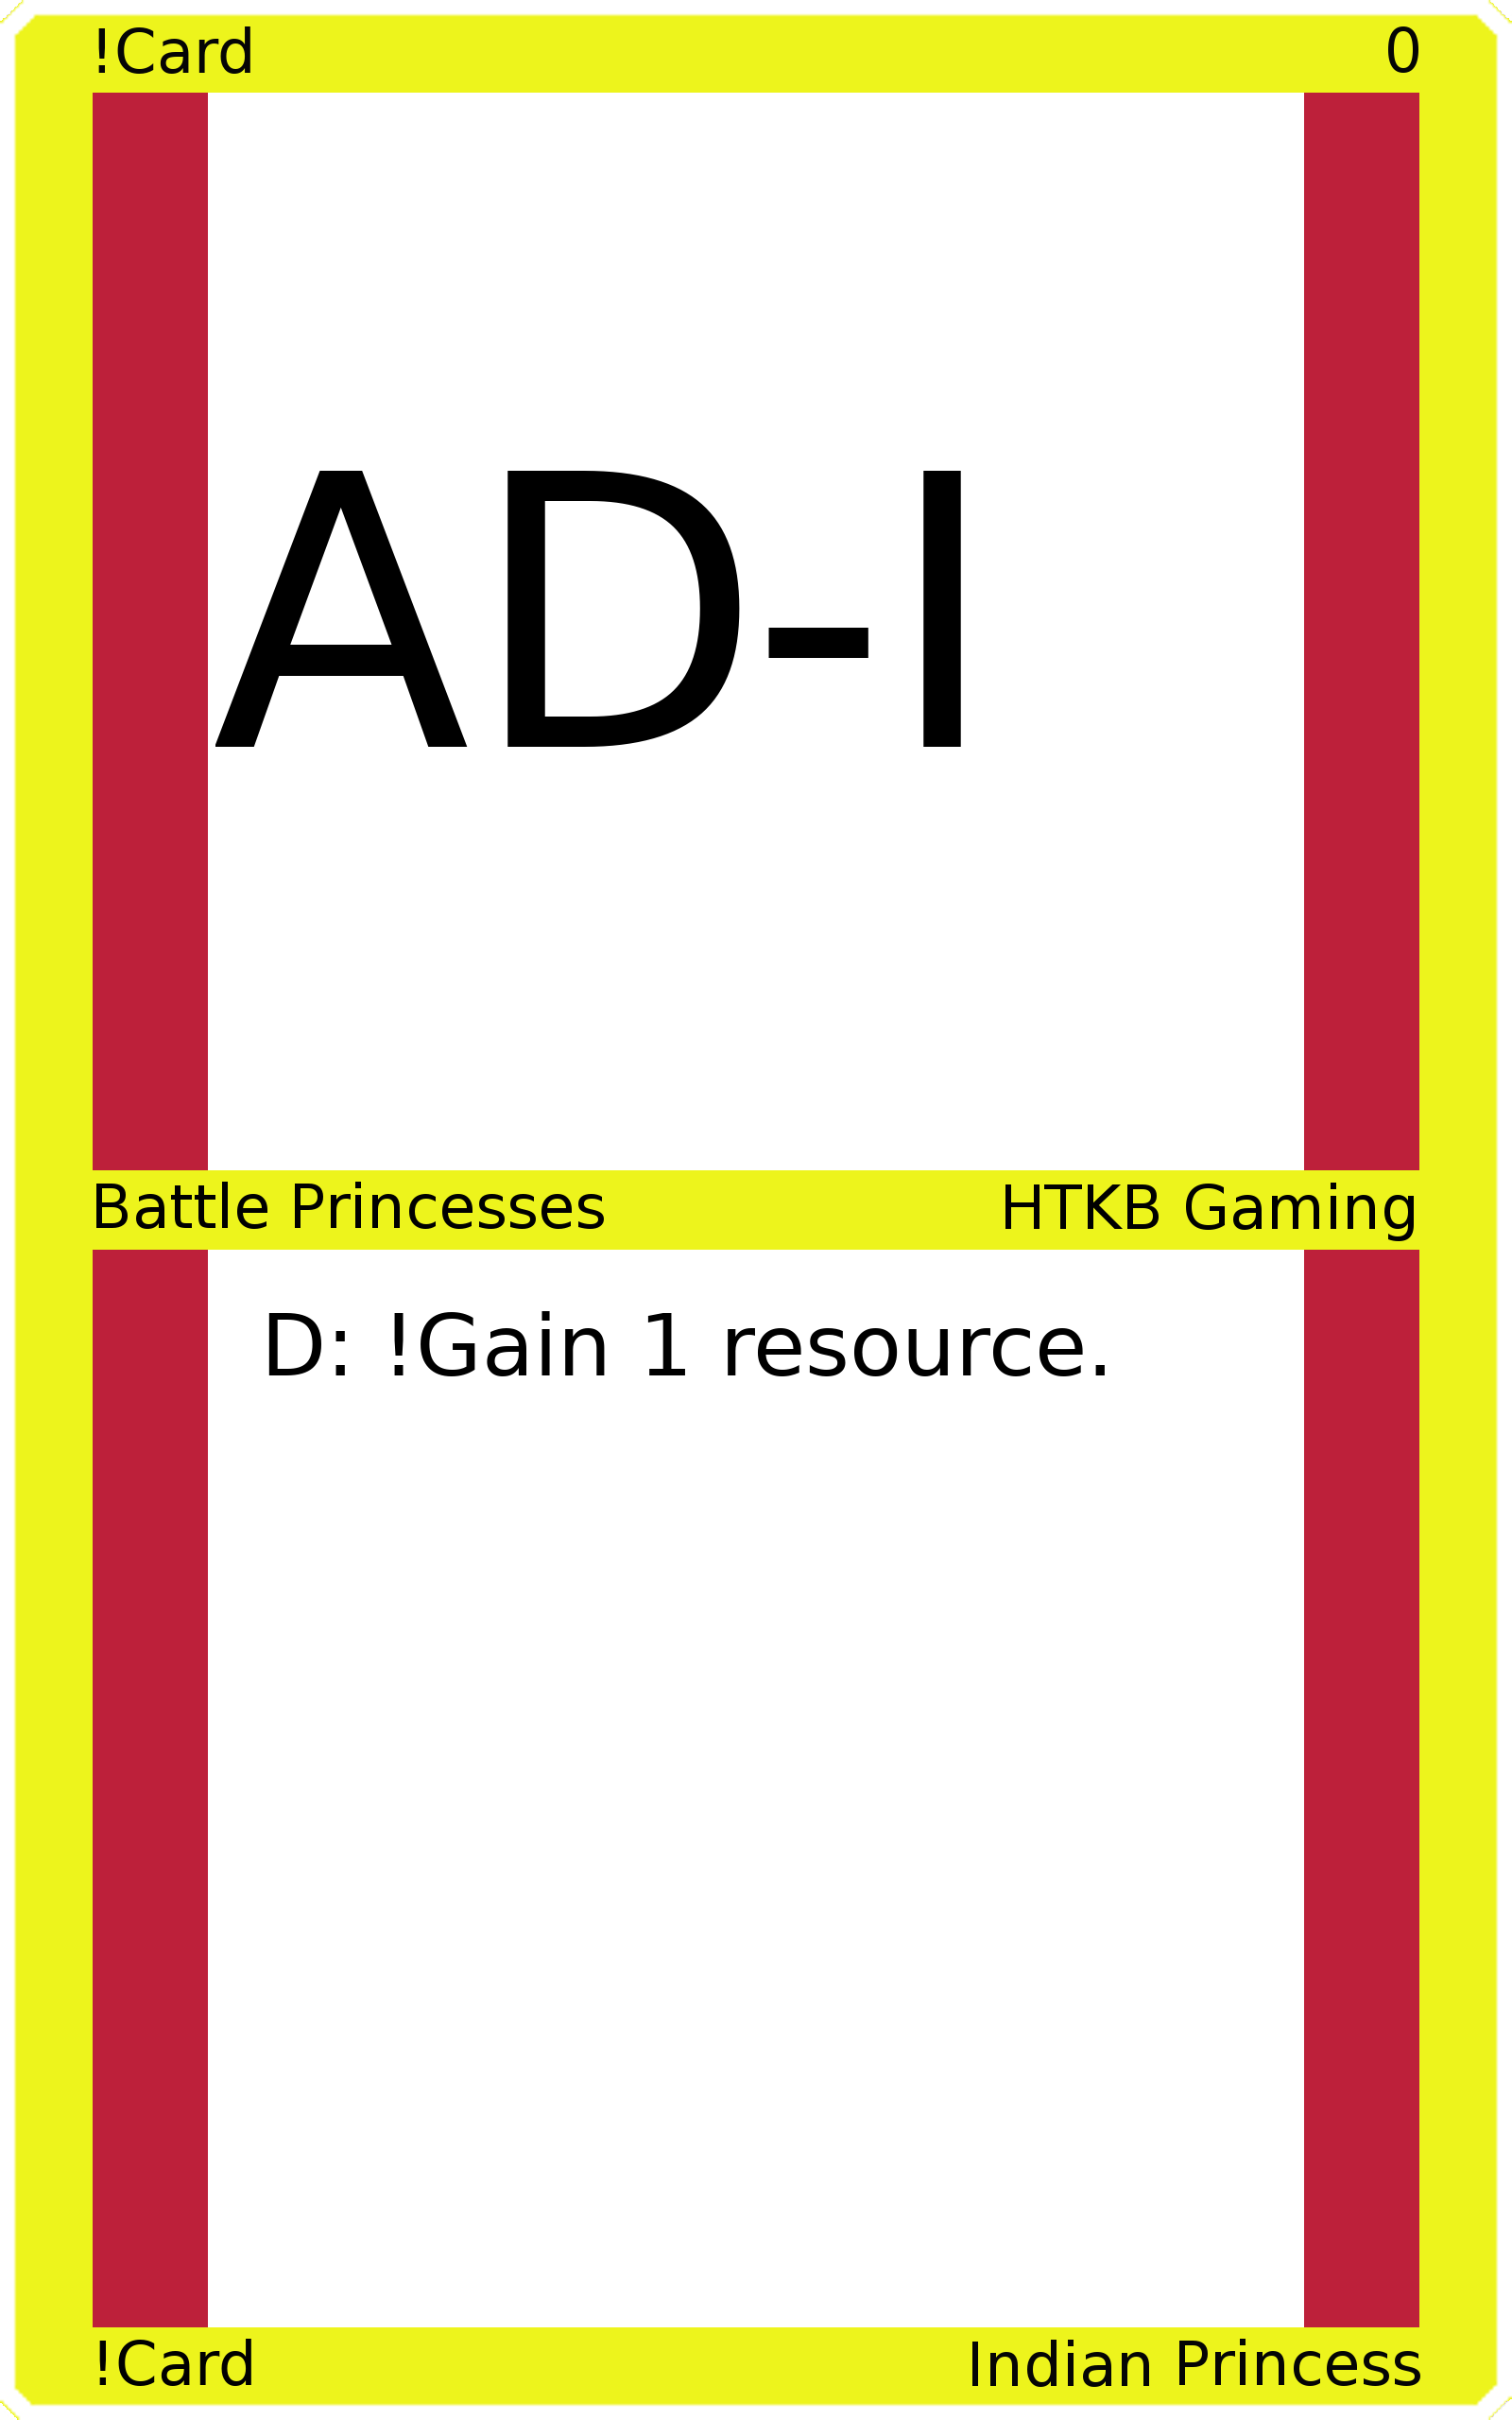 !Card 0
AD-I
Battle Princesses HTKB Gaming
D: !Gain 1 resource.
!Card Indian Princess